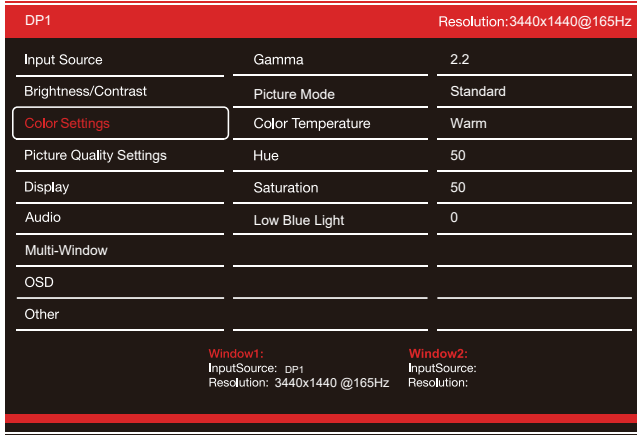 DP1 Resolution:3440x1440@165Hz
Input Source Gamma 2.2
Brightness/Contrast Picture Mode Standard
Color Settings Color Temperature Warm
Picture Quality Settings Hue 50
Display Saturation 50
Audio Low Blue Light 0
Multi-Window
OSD
Other
Window1: Window2:
InputSource: DP1 InputSource:
Resolution: 3440x1440 @165Hz Resolution: